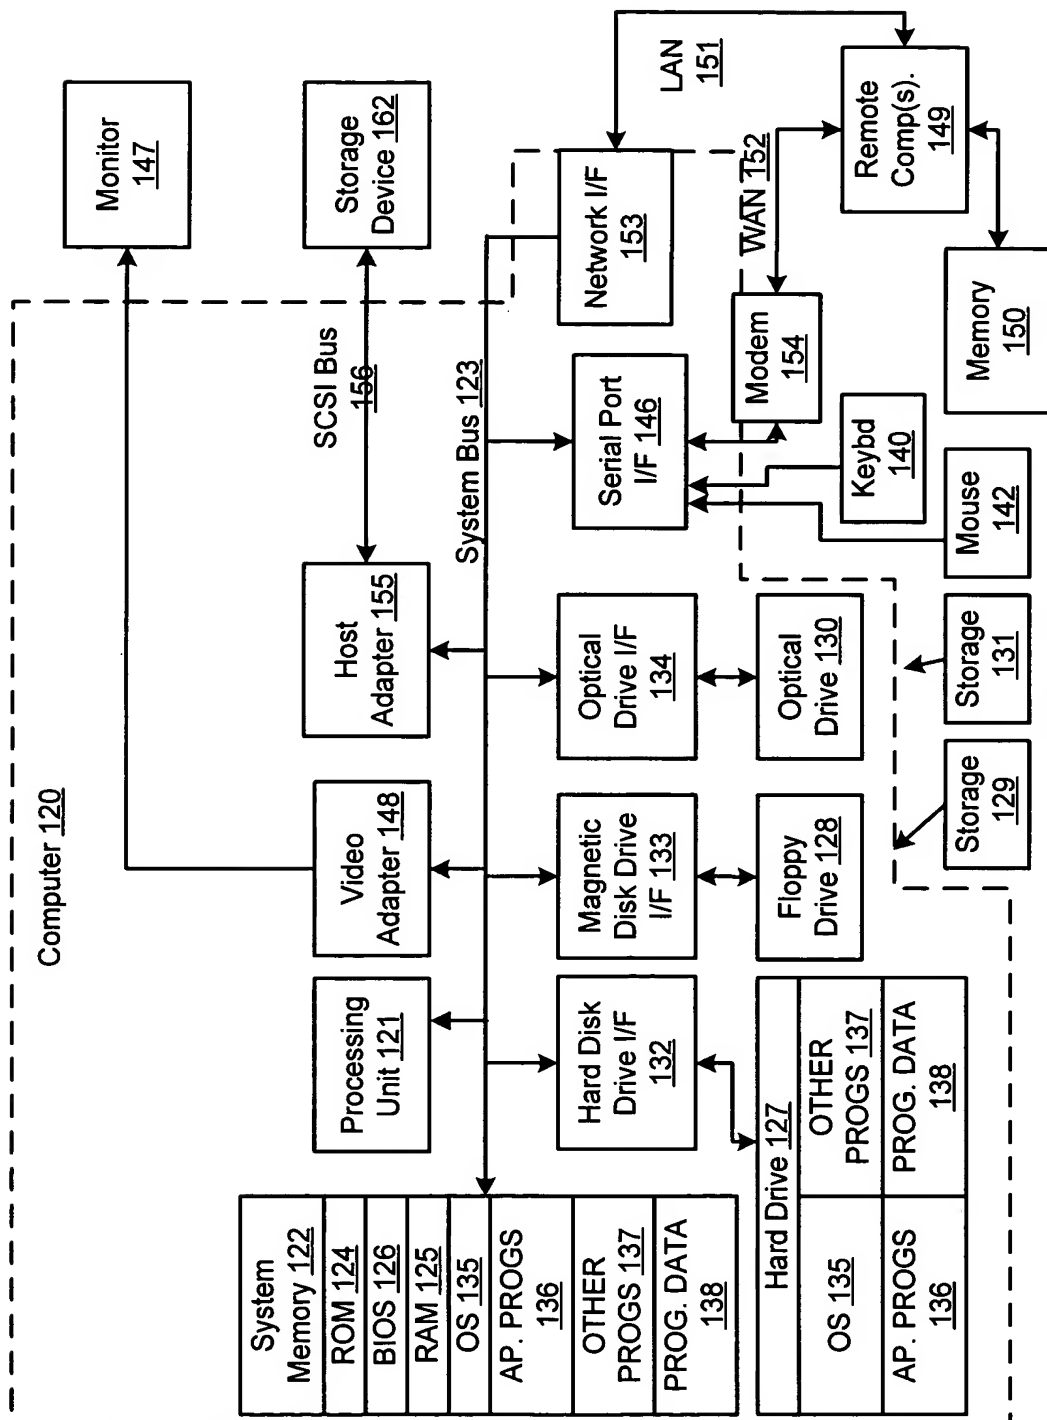 Computer 120
System
Memory 122
ROM 124
BIOS 126
RAM 125
OS 135
AP. PROGS
136
OTHER
PROGS 137
PROG. DATA
138
Processing
Unit 121
Video
Adapter 148
Host
Adapter 155
SCSI Bus
156
Monitor
147
Storage
Device 162
System Bus 123
Hard Disk
Drive I/F
132
Magnetic
Disk Drive
I/F 133
Optical
Drive I/F
134
Serial Port
I/F 146
Network I/F
153
LAN
151
Hard Drive 127
OS 135
OTHER
PROGS 137
AP. PROGS
136
PROG. DATA
138
Floppy
Drive 128
Optical
Drive 130
Modem
154
WAN 152
Remote
Comp(s).
149
Keybd
140
Mouse
142
Storage
131
Storage
129
Memory
150